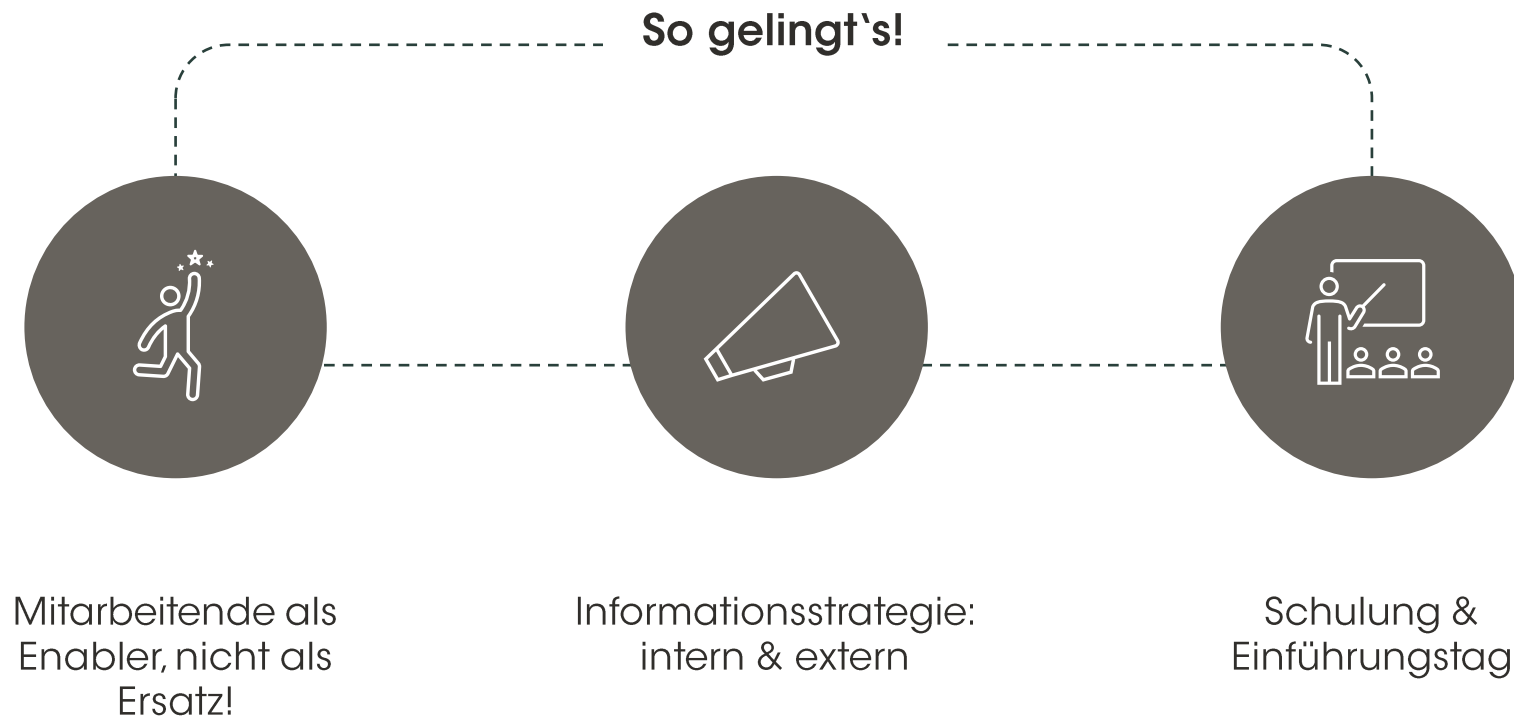 So gelingt‘s!
Mitarbeitende als
Enabler, nicht als
Ersatz!
Informationsstrategie:
intern & extern
Schulung &
Einführungstag